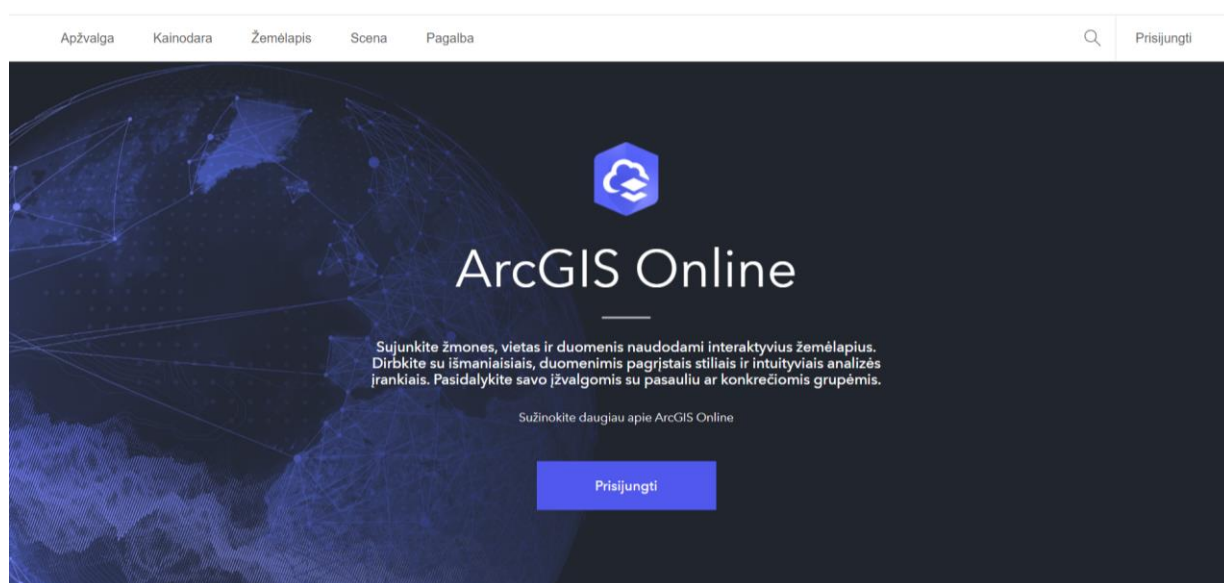 Apžvalga Kainodara Žemėlapis Scena Pagalba Prisijungti
ArcGIS Online
Sujunkite žmones, vietas ir duomenis naudodami interaktyvius žemėlapius.
Dirbkite su išmaniaisiais, duomenimis pagrįstais stiliais ir intuityviais analizės
įrankiais. Pasidalykite savo įžvalgomis su pasauliu ar konkrečiomis grupėmis.
Sužinokite daugiau apie ArcGIS Online
Prisijungti